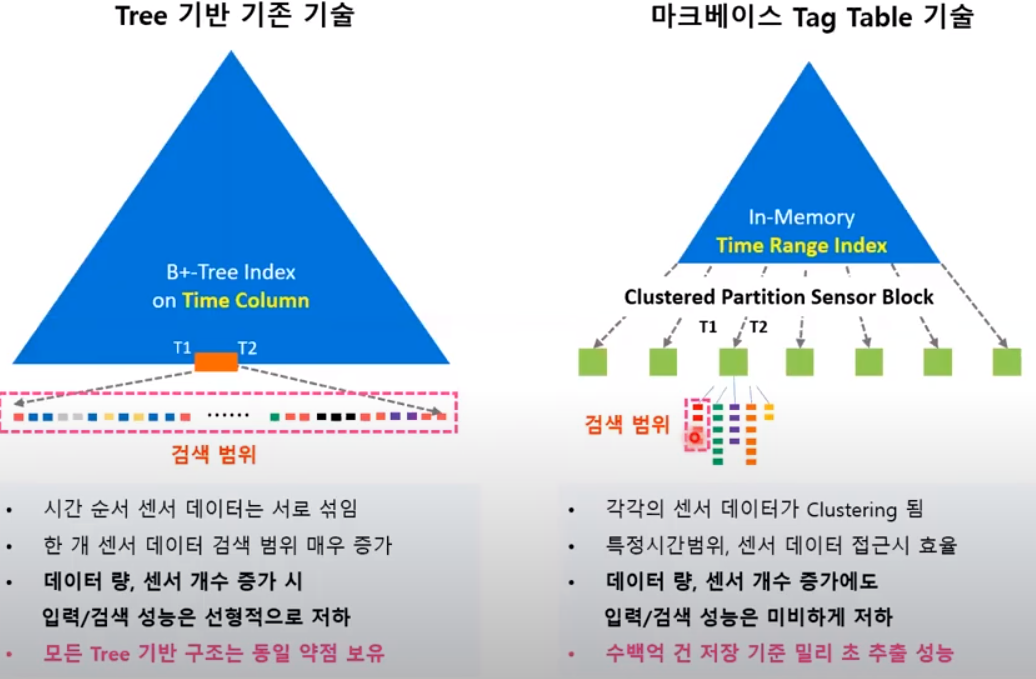 Tree 기반 기존 기술
B+-Tree Index
on Time Column
T1
T2
······
검색 범위
• 시간 순서 센서 데이터는 서로 섞임
• 한 개 센서 데이터 검색 범위 매우 증가
• 데이터 량, 센서 개수 증가 시
입력/검색 성능은 선형적으로 저하
• 모든 Tree 기반 구조는 동일 약점 보유
마크베이스 Tag Table 기술
In-Memory
Time Range Index
Clustered Partition Sensor Block
T1
T2
검색 범위
• 각각의 센서 데이터가 Clustering 됨
• 특정시간범위, 센서 데이터 접근시 효율
• 데이터 량, 센서 개수 증가에도
입력/검색 성능은 미비하게 저하
• 수백억 건 저장 기준 밀리 초 추출 성능